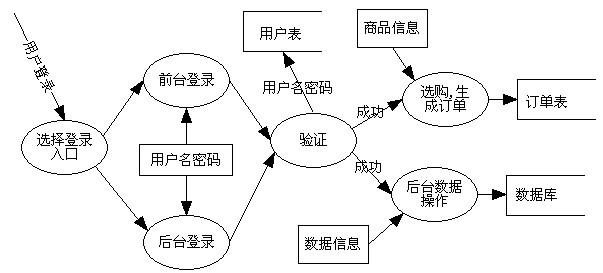 用户登录
选择登录
入口
前台登录
用户名密码
后台登录
用户表
用户名密码
验证
商品信息
成功
选购,生
成订单
订单表
成功
后台数据
操作
数据库
数据信息